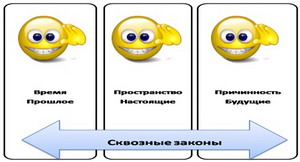 Время
Прошлое
Пространство
Настоящие
Причинность
Будущие
Сквозные законы